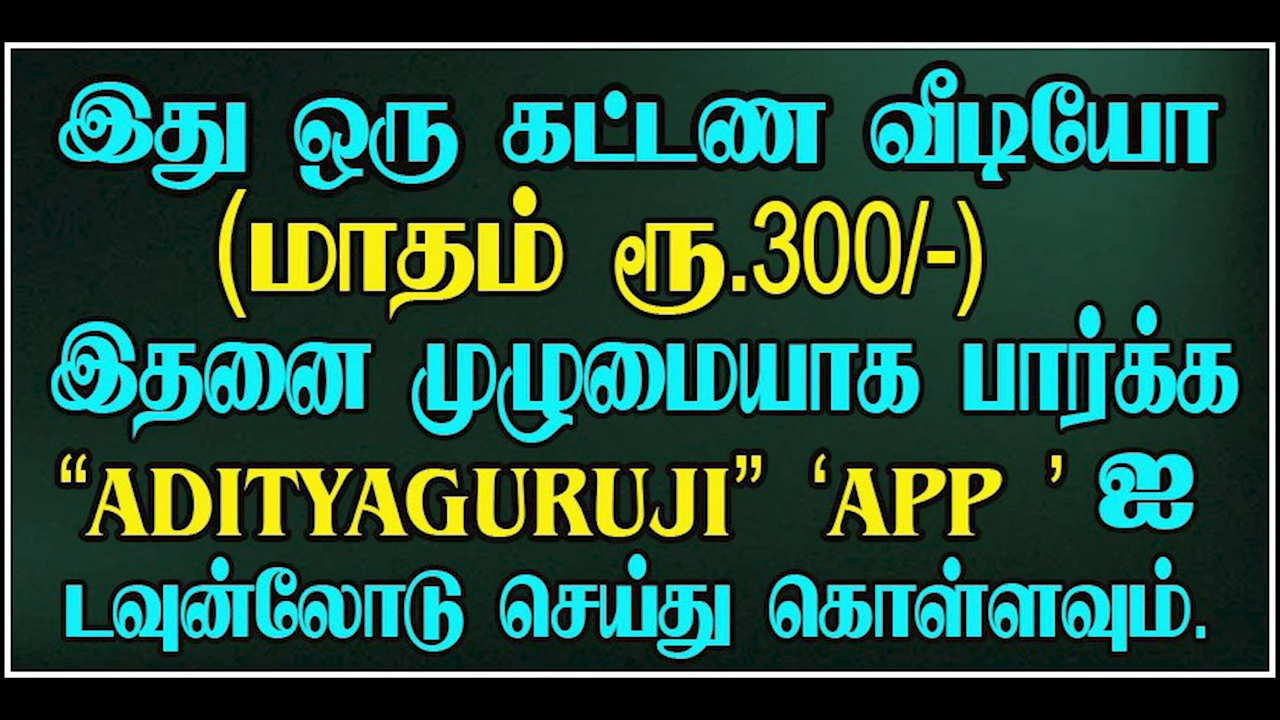 இது ஒரு கட்டண வீடியோ
(மாதம் ரூ.300/-)
இதனை முழுமையாக பார்க்க
“ADITYAGURUJI” ‘APP ’ ஐ
டவுன்லோடு செய்து கொள்ளவும்.